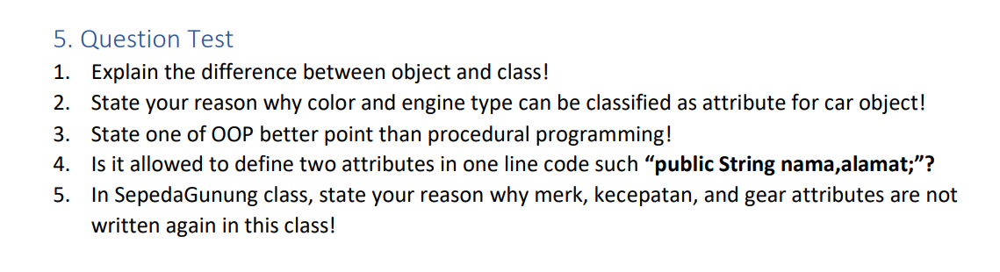 5. Question Test
1. Explain the difference between object and class!
2. State your reason why color and engine type can be classified as attribute for car object!
3. State one of OOP better point than procedural programming!
4. Is it allowed to define two attributes in one line code such “public String nama,alamat;”?
5. In SepedaGunung class, state your reason why merk, kecepatan, and gear attributes are not
written again in this class!